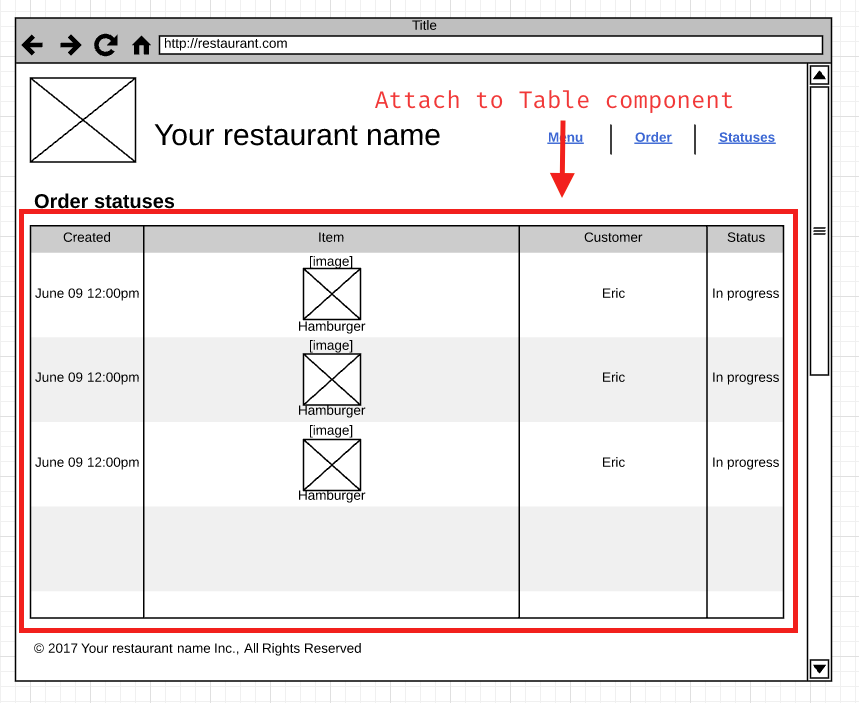 Title
http://restaurant.com
Attach to Table component
Your restaurant name
Menu Order Statuses
Order statuses
Created Item Customer Status
[image]
June 09 12:00pm Eric In progress
Hamburger
[image]
June 09 12:00pm Eric In progress
Hamburger
[image]
June 09 12:00pm Eric In progress
Hamburger
© 2017 Your restaurant name Inc., All Rights Reserved